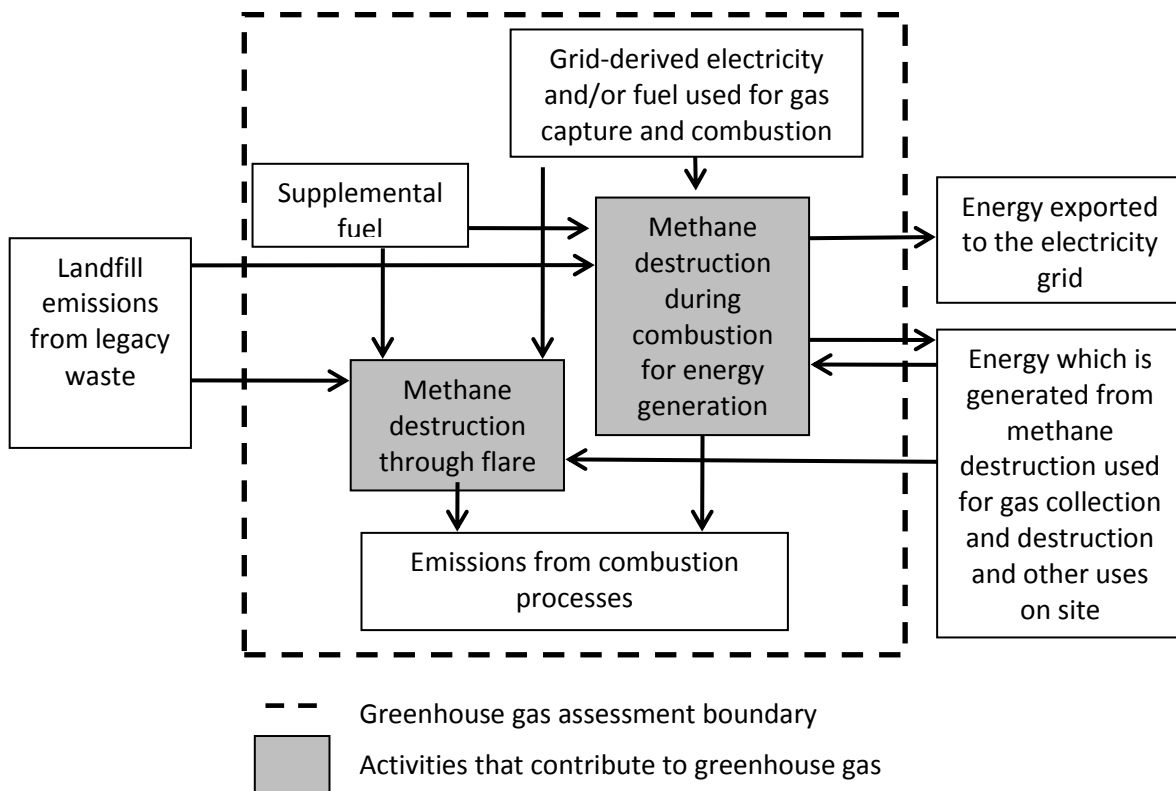 Grid-derived electricity
and/or fuel used for gas
capture and combustion
Supplemental
fuel
Landfill
emissions
from legacy
waste
Methane
destruction
during
combustion
for energy
generation
Energy exported
to the electricity
grid
Methane
destruction
through flare
Energy which is
generated from
methane
destruction used
for gas collection
and destruction
and other uses
on site
Emissions from combustion
processes
Greenhouse gas assessment boundary
Activities that contribute to greenhouse gas